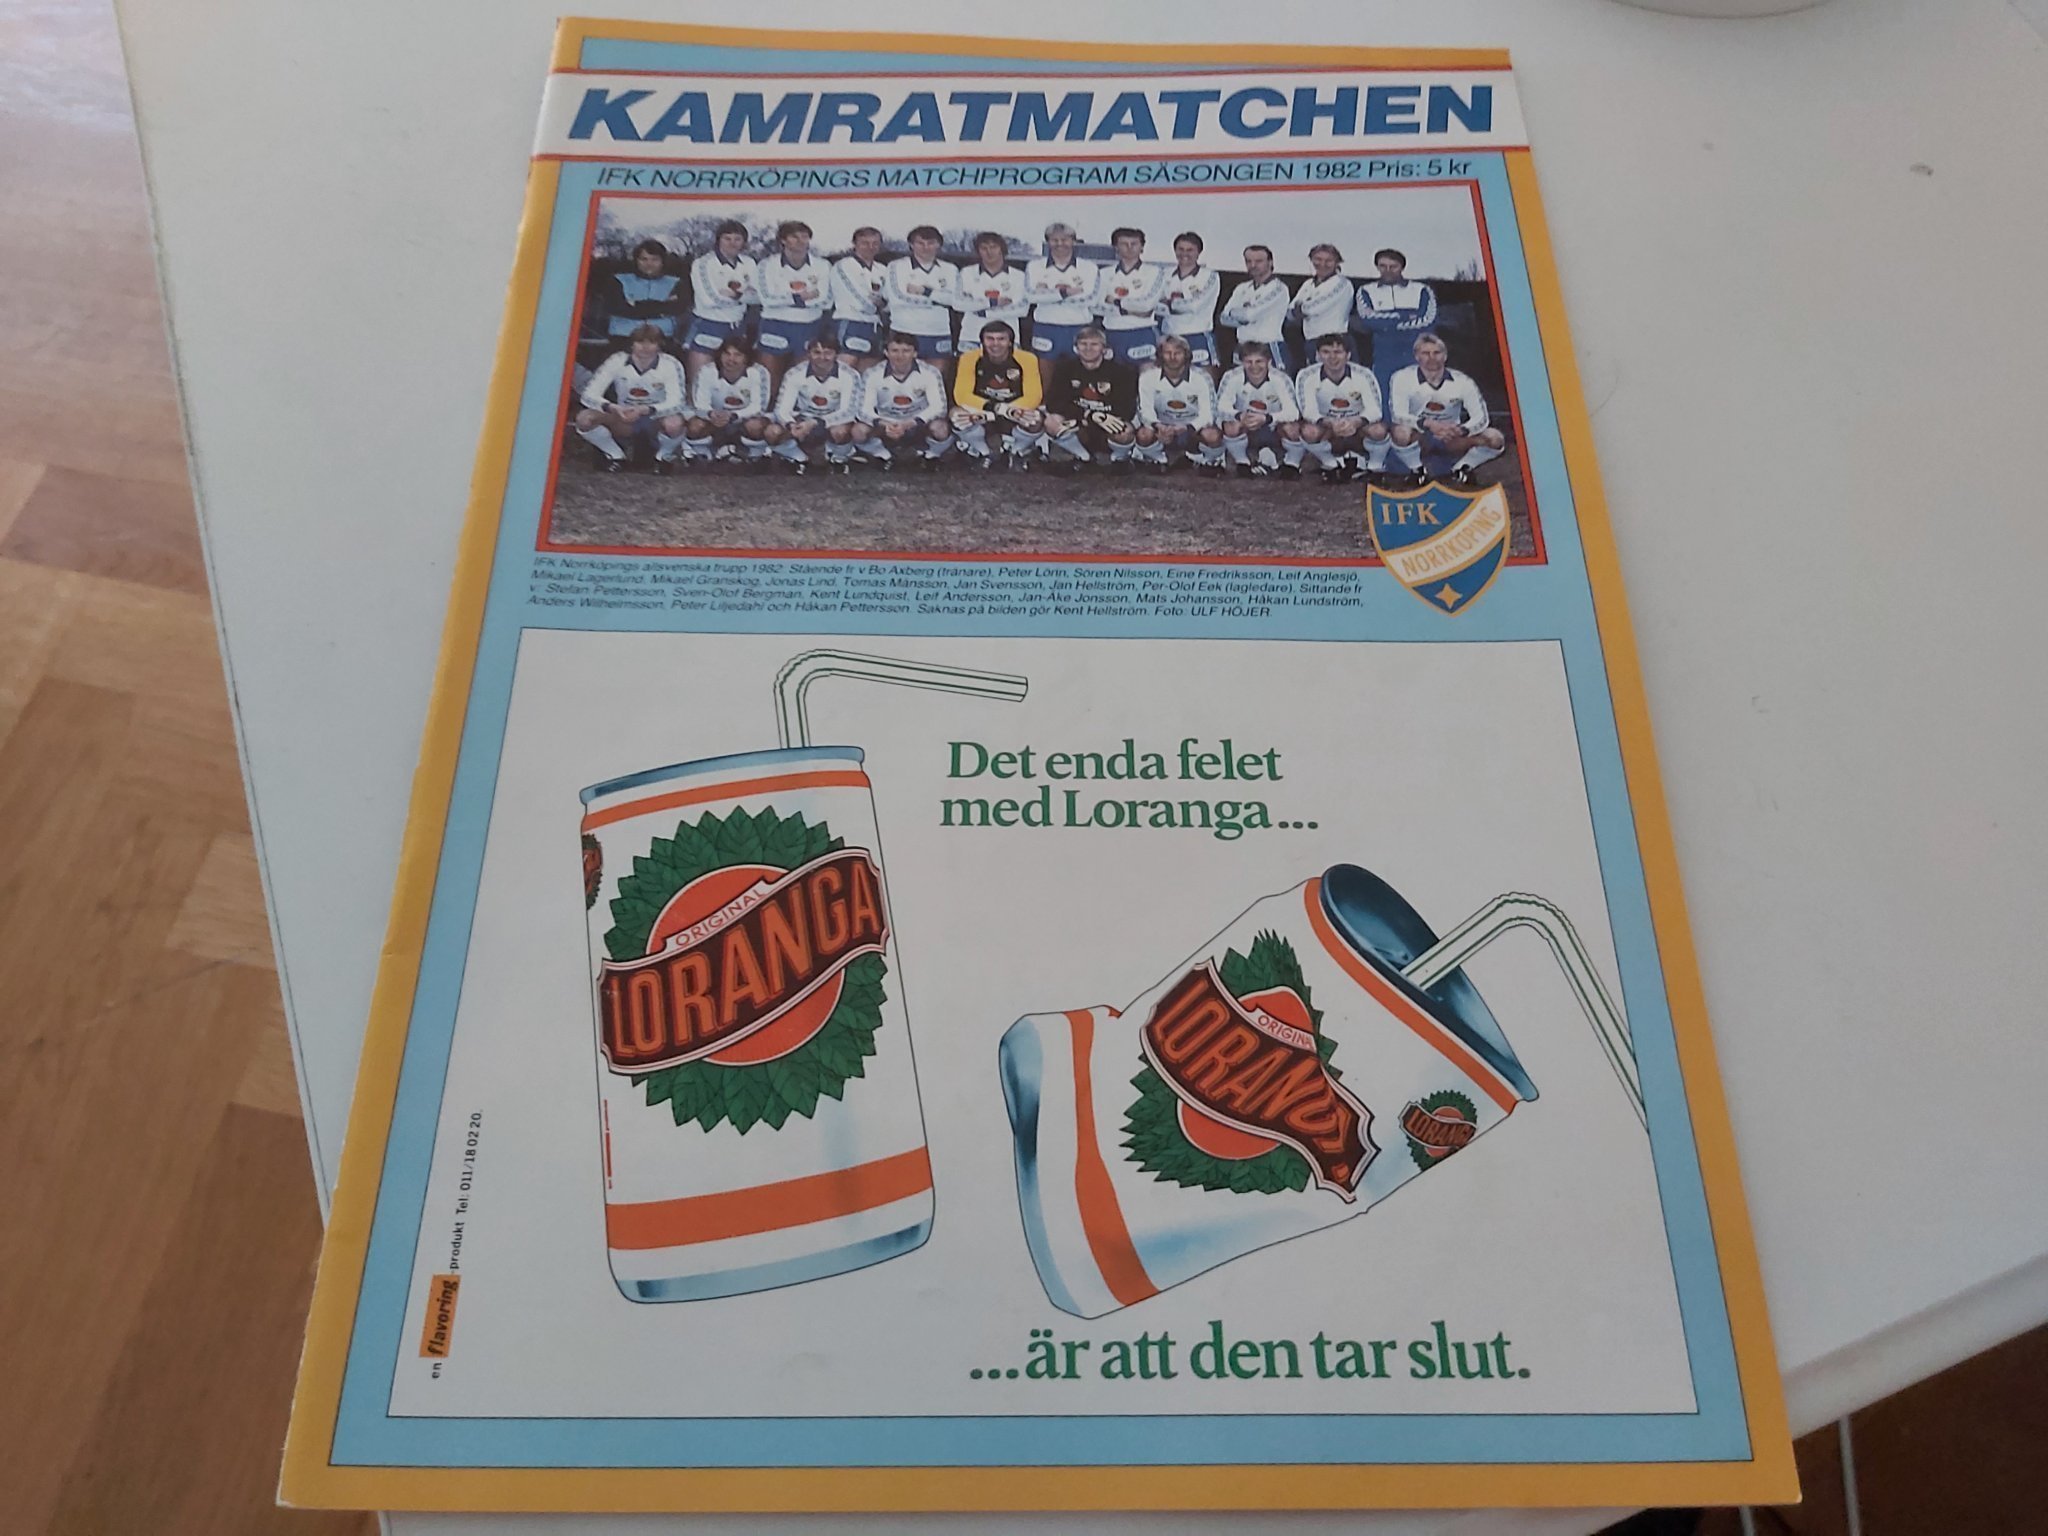 KAMRATMATCHEN
IFK NORRKÖPINGS MATCHPROGRAM SÄSONGEN 1982 Pris: 5 kr
IFK NORRKÖPING
IFK Norrköpings allsvenska trupp 1982: Stående fr v Bo Axberg (tränare), Peter Lönn, Sören Nilsson, Eine Fredriksson, Leif Anglesjö,
Mikael Lagerlund, Mikael Granskog, Jonas Lind, Tomas Månsson, Jan Svensson, Jan Hellström, Per-Olof Eek (lagledare). Sittande fr
v: Stefan Pettersson, Sven-Olof Bergman, Kent Lundquist, Leif Andersson, Jan-Åke Jonsson, Mats Johansson, Håkan Lundström,
Anders Wilhelmsson, Peter Liljedahl och Håkan Pettersson. Saknas på bilden gör Kent Hellström. Foto: ULF HÖJER.
Det enda felet
med Loranga...
ORIGINAL
LORANGA
ORIGINAL
LORANGA
LORANGA
...är att den tar slut.
en flavoring-produkt Tel: 011/18 02 20.